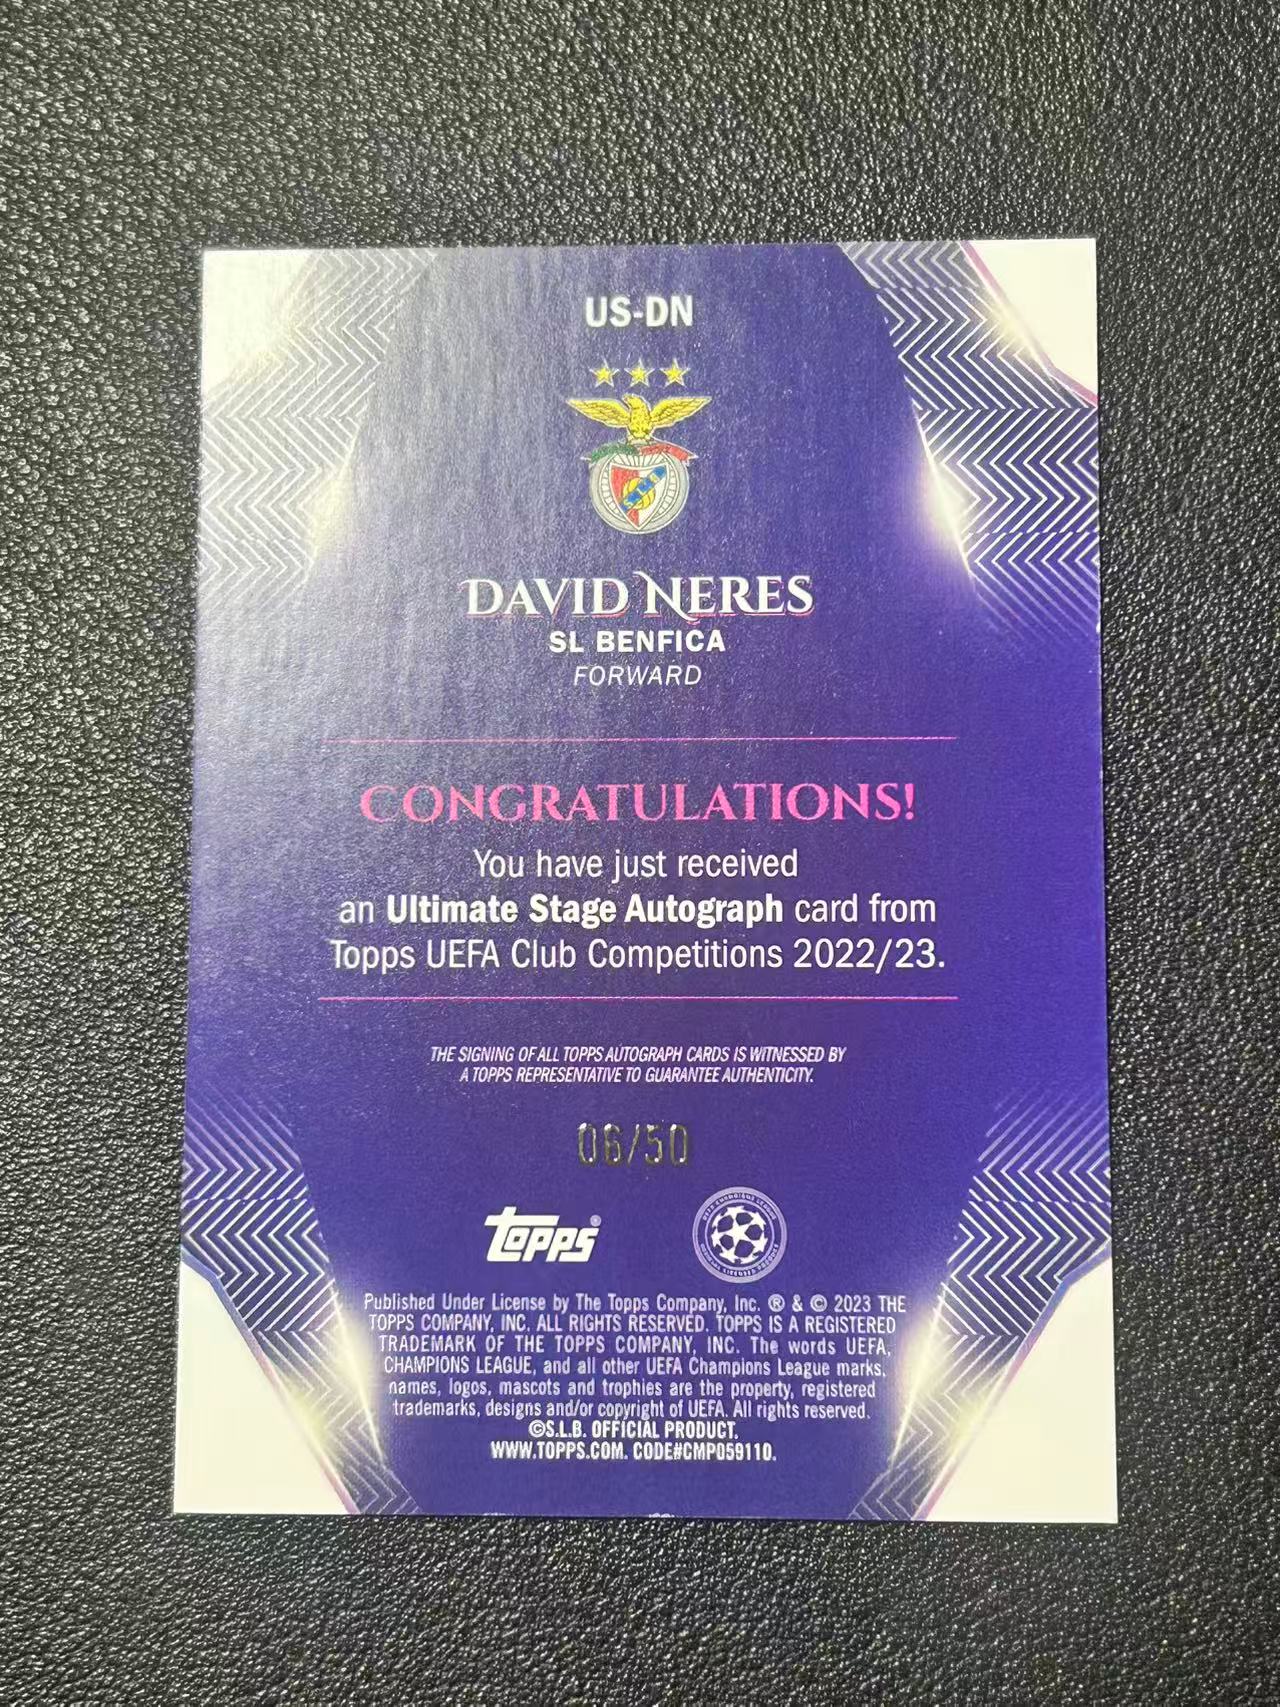 US-DN
DAVID NERES
SL BENFICA
FORWARD
CONGRATULATIONS!
You have just received
an Ultimate Stage Autograph card from
Topps UEFA Club Competitions 2022/23.
THE SIGNING OF ALL TOPPS AUTOGRAPH CARDS IS WITNESSED BY
A TOPPS REPRESENTATIVE TO GUARANTEE AUTHENTICITY.
06/50
Topps®
Published Under License by The Topps Company, Inc. ® & © 2023 THE
TOPPS COMPANY, INC. ALL RIGHTS RESERVED. TOPPS IS A REGISTERED
TRADEMARK OF THE TOPPS COMPANY, INC. The words UEFA,
CHAMPIONS LEAGUE, and all other UEFA Champions League marks,
names, logos, mascots and trophies are the property, registered
trademarks, designs and/or copyright of UEFA. All rights reserved.
©S.L.B. OFFICIAL PRODUCT.
WWW.TOPPS.COM. CODE#CMP059110.